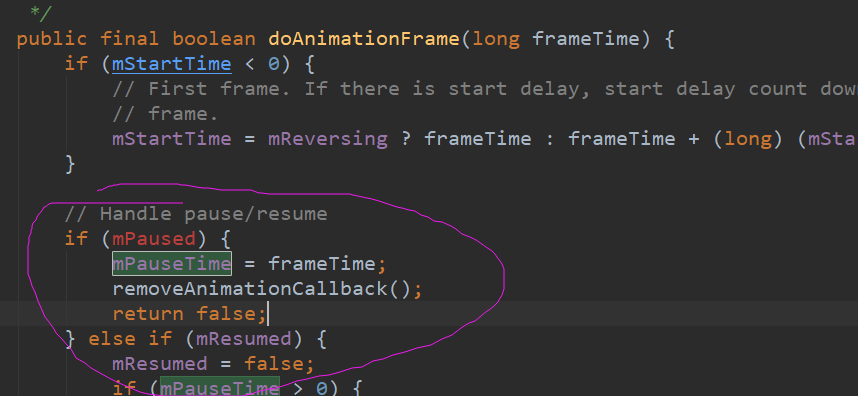 */
public final boolean doAnimationFrame(long frameTime) {
if (mStartTime < 0) {
// First frame. If there is start delay, start delay count dow
// frame.
mStartTime = mReversing ? frameTime : frameTime + (long) (mSta
}
// Handle pause/resume
if (mPaused) {
mPauseTime = frameTime;
removeAnimationCallback();
return false;
} else if (mResumed) {
mResumed = false;
if (mPauseTime > 0) {